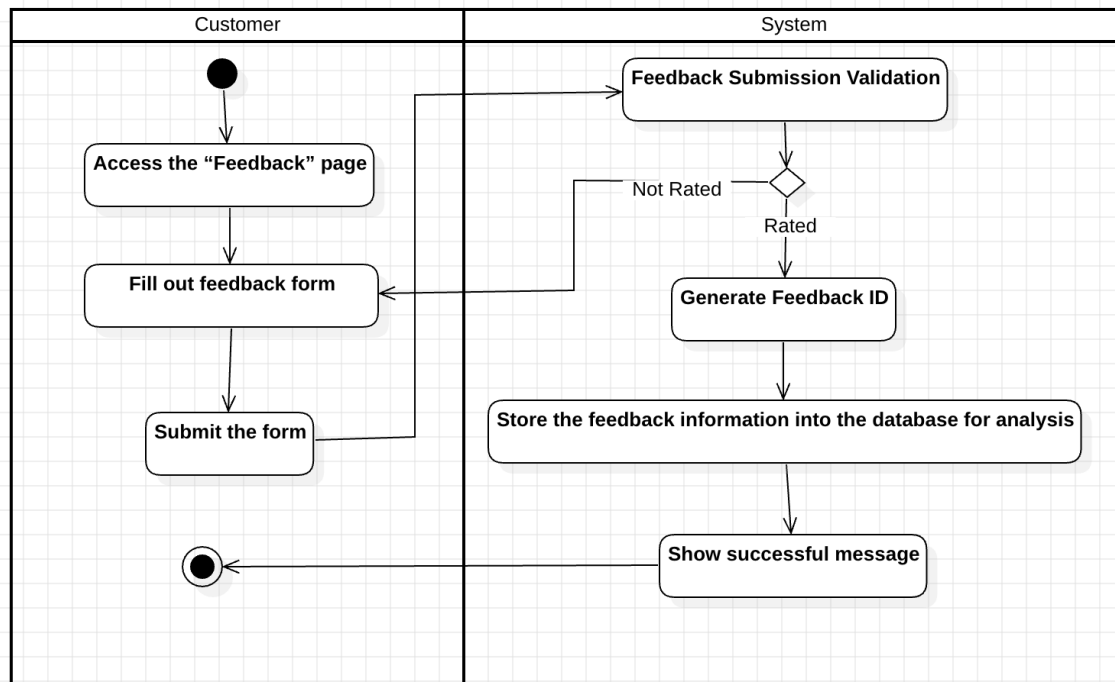 Customer
System
Feedback Submission Validation
Access the “Feedback” page
Not Rated
Rated
Fill out feedback form
Generate Feedback ID
Submit the form
Store the feedback information into the database for analysis
Show successful message